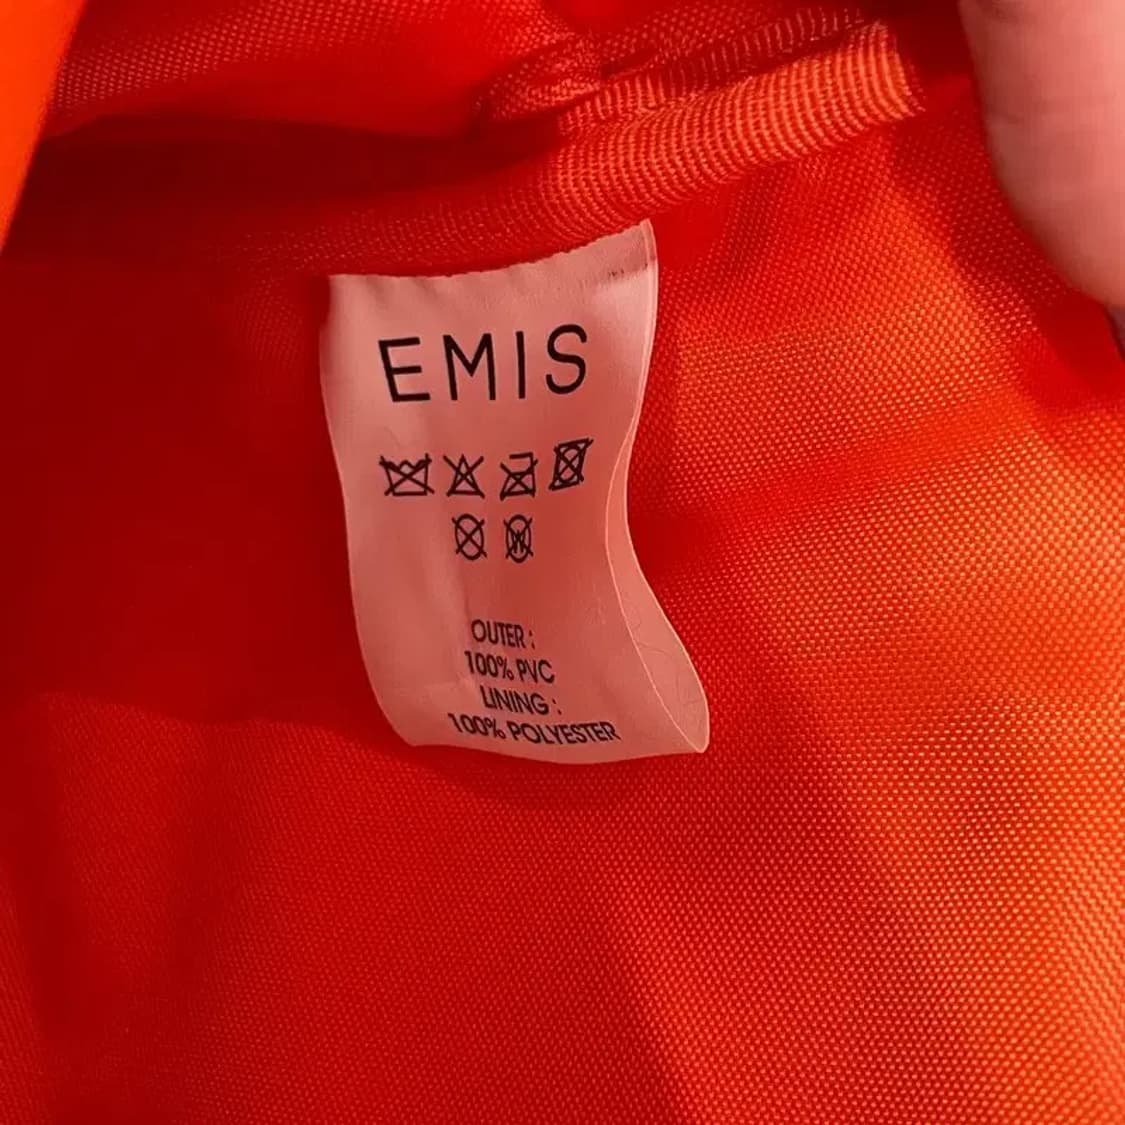 EMIS
OUTER :
100% PVC
LINING :
100% POLYESTER